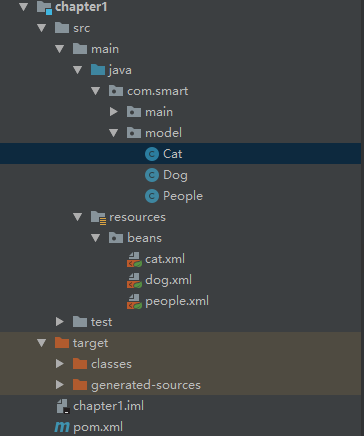 chapter1
src
main
java
com.smart
main
model
Cat
Dog
People
resources
beans
cat.xml
dog.xml
people.xml
test
target
classes
generated-sources
chapter1.iml
pom.xml